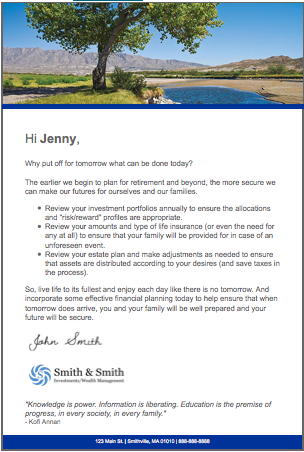 Hi Jenny,
Why put off for tomorrow what can be done today?
The earlier we begin to plan for retirement and beyond, the more secure we
can make our futures for ourselves and our families.
• Review your investment portfolios annually to ensure the allocations
and "risk/reward" profiles are appropriate.
• Review your amounts and type of life insurance (or even the need for
any at all) to ensure that your family will be provided for in case of an
unforeseen event.
• Review your estate plan and make adjustments as needed to ensure
that assets are distributed according to your desires (and save taxes in
the process).
So, live life to its fullest and enjoy each day like there is no tomorrow. And
incorporate some effective financial planning today to help ensure that when
tomorrow does arrive, you and your family will be well prepared and your
future will be secure.
John Smith
Smith & Smith
Investments/Wealth Management
"Knowledge is power. Information is liberating. Education is the premise of
progress, in every society, in every family."
- Kofi Annan
123 Main St. | Smithville, MA 01010 | 888-888-8888